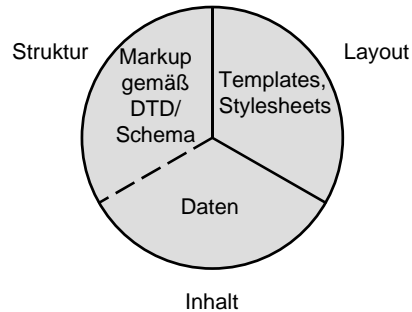 Struktur
Markup
gemäß
DTD/
Schema
Templates,
Stylesheets
Layout
Daten
Inhalt